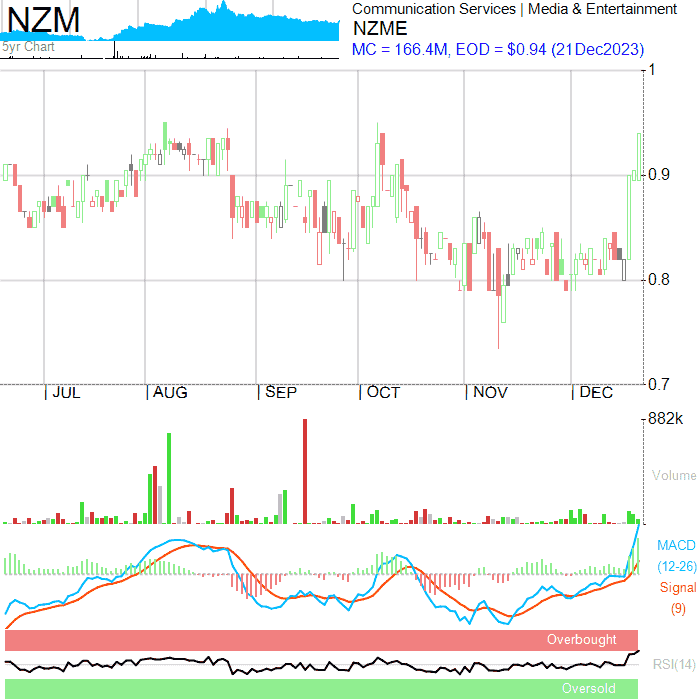 NZM
5yr Chart
Communication Services | Media & Entertainment
NZME
MC = 166.4M, EOD = $0.94 (21Dec2023)
1
0.9
0.8
0.7
| JUL | AUG | SEP | OCT | NOV | DEC
882k
Volume
MACD
(12-26)
Signal
(9)
Overbought
RSI(14)
Oversold